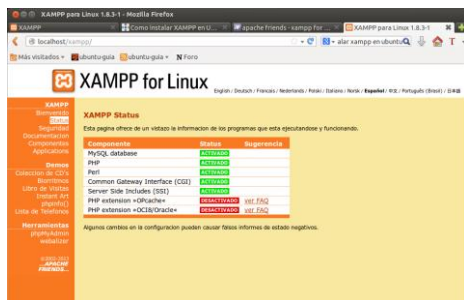 XAMPP para Linux 1.8.3-1 - Mozilla Firefox
XAMPP
Como instalar XAMPP en U...
apache friends - xampp for ...
XAMPP para Linux 1.8.3-1
localhost/xampp/
alar xampp en ubuntu
Más visitados
ubuntu-guia
ubuntu-guia
Foro
XAMPP for Linux
English / Deutsch / Francais / Nederlands / Polski / Italiano / Norsk / Español / 中文 / Português (Brasil) / 日本語
XAMPP
Bienvenido
Status
Seguridad
Documentacion
Componentes
Applications
Demos
Coleccion de CD's
Biorritmos
Libro de Visitas
Instant Art
phpinfo()
Lista de Telefonos
Herramientas
phpMyAdmin
webalizer
...APACHE
FRIENDS...
XAMPP Status
Esta pagina ofrece de un vistazo la informacion de los programas que esta ejecutandose y funcionando.
Componente Status Sugerencia
MySQL database ACTIVADO
PHP ACTIVADO
Perl ACTIVADO
Common Gateway Interface (CGI) ACTIVADO
Server Side Includes (SSI) ACTIVADO
PHP extension »OPcache« DESACTIVADO ver FAQ
PHP extension »OCI8/Oracle« DESACTIVADO ver FAQ
Algunos cambios en la configuracion pueden causar falsos informes de estado negativos.